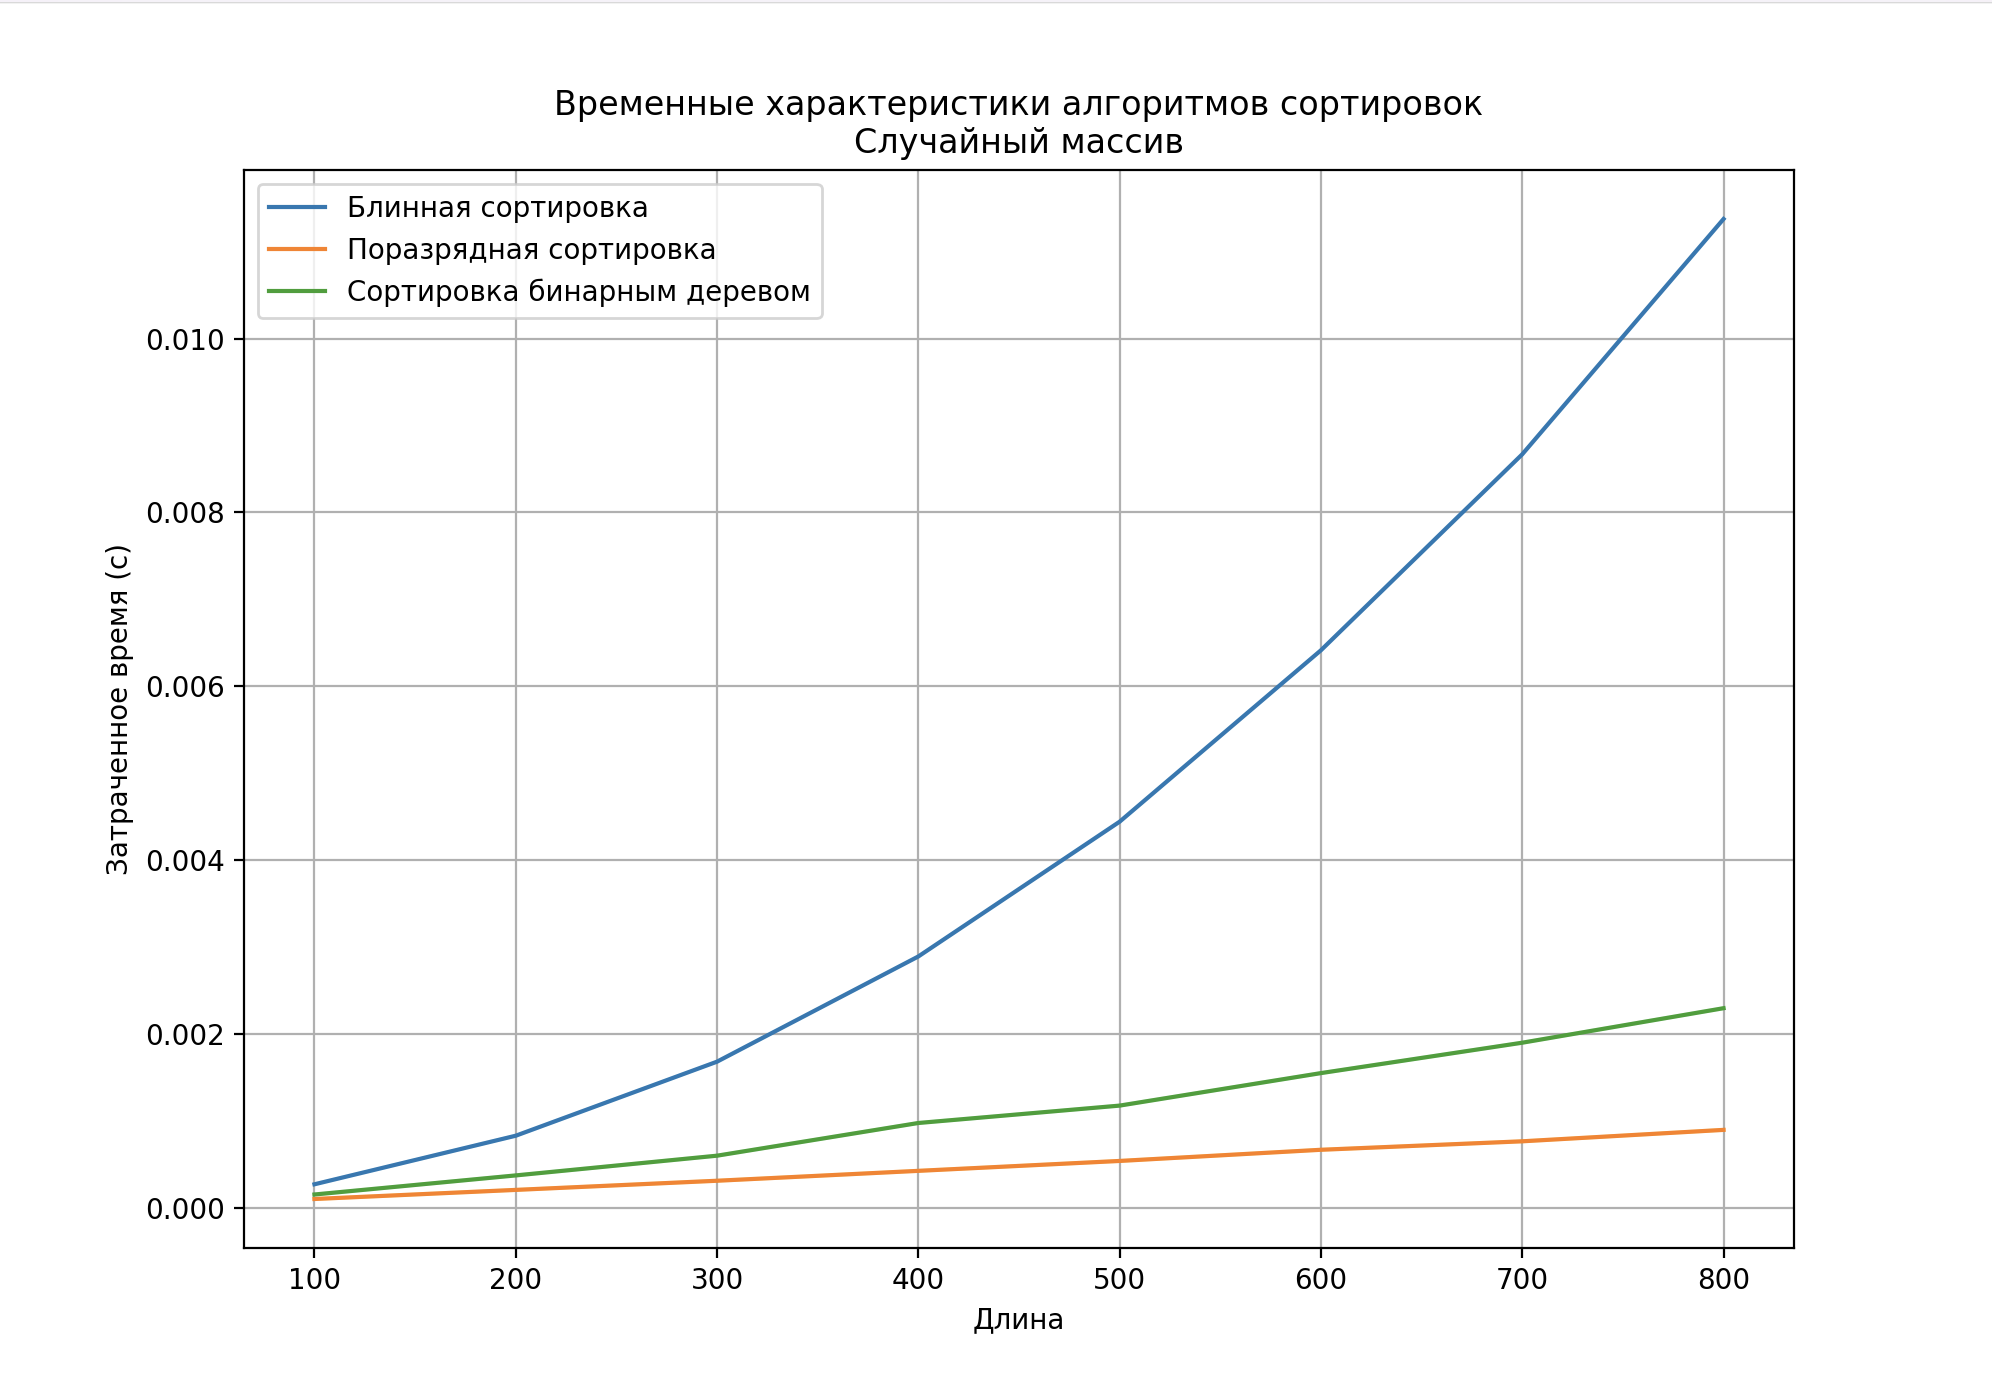 Временные характеристики алгоритмов сортировок
Случайный массив
Блинная сортировка
Поразрядная сортировка
Сортировка бинарным деревом
Затраченное время (с)
0.010
0.008
0.006
0.004
0.002
0.000
100 200 300 400 500 600 700 800
Длина